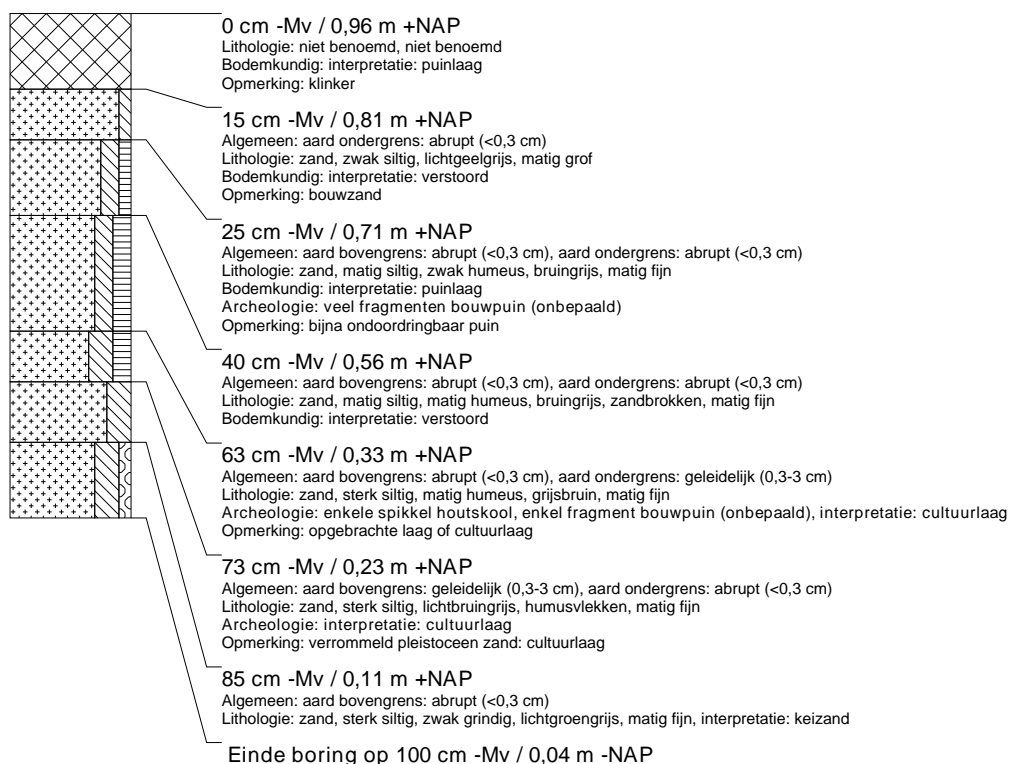 0 cm -Mv / 0,96 m +NAP
Lithologie: niet benoemd, niet benoemd
Bodemkundig: interpretatie: puinlaag
Opmerking: klinker
15 cm -Mv / 0,81 m +NAP
Algemeen: aard ondergrens: abrupt (<0,3 cm)
Lithologie: zand, zwak siltig, lichtgeelgrijs, matig grof
Bodemkundig: interpretatie: verstoord
Opmerking: bouwzand
25 cm -Mv / 0,71 m +NAP
Algemeen: aard bovengrens: abrupt (<0,3 cm), aard ondergrens: abrupt (<0,3 cm)
Lithologie: zand, matig siltig, zwak humeus, bruingrijs, matig fijn
Bodemkundig: interpretatie: puinlaag
Archeologie: veel fragmenten bouwpuin (onbepaald)
Opmerking: bijna ondoordringbaar puin
40 cm -Mv / 0,56 m +NAP
Algemeen: aard bovengrens: abrupt (<0,3 cm), aard ondergrens: abrupt (<0,3 cm)
Lithologie: zand, matig siltig, matig humeus, bruingrijs, zandbrokken, matig fijn
Bodemkundig: interpretatie: verstoord
63 cm -Mv / 0,33 m +NAP
Algemeen: aard bovengrens: abrupt (<0,3 cm), aard ondergrens: geleidelijk (0,3-3 cm)
Lithologie: zand, sterk siltig, matig humeus, grijsbruin, matig fijn
Archeologie: enkele spikkel houtskool, enkel fragment bouwpuin (onbepaald), interpretatie: cultuurlaag
Opmerking: opgebrachte laag of cultuurlaag
73 cm -Mv / 0,23 m +NAP
Algemeen: aard bovengrens: geleidelijk (0,3-3 cm), aard ondergrens: abrupt (<0,3 cm)
Lithologie: zand, sterk siltig, lichtbruingrijs, humusvlekken, matig fijn
Archeologie: interpretatie: cultuurlaag
Opmerking: verrommeld pleistoceen zand: cultuurlaag
85 cm -Mv / 0,11 m +NAP
Algemeen: aard bovengrens: abrupt (<0,3 cm)
Lithologie: zand, sterk siltig, zwak grindig, lichtgroengrijs, matig fijn, interpretatie: keizand
Einde boring op 100 cm -Mv / 0,04 m -NAP